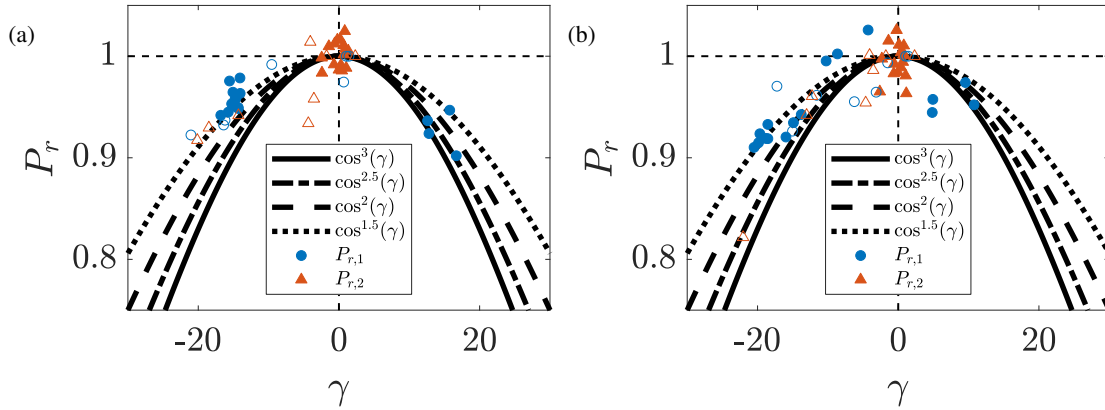 (a)
1
0.9
0.8
P_r
-20 0 20
γ
cos³(γ)
cos^2.5(γ)
cos²(γ)
cos^1.5(γ)
P_r,1
P_r,2
(b)
1
0.9
0.8
P_r
-20 0 20
γ
cos³(γ)
cos^2.5(γ)
cos²(γ)
cos^1.5(γ)
P_r,1
P_r,2